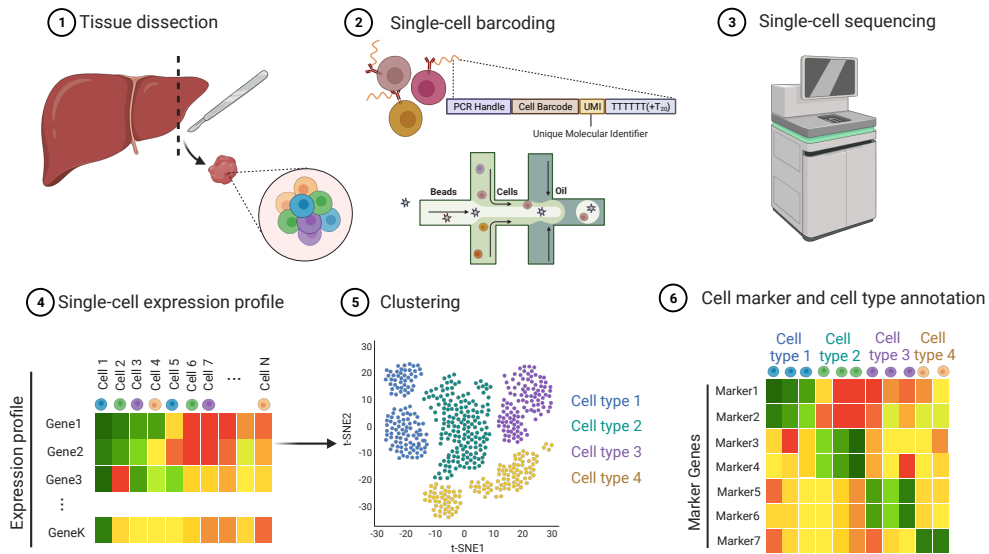 1 Tissue dissection
2 Single-cell barcoding
PCR Handle Cell Barcode UMI TTTTTT(+T₂₀)
Unique Molecular Identifier
Beads Cells Oil
3 Single-cell sequencing
4 Single-cell expression profile
Cell 1 Cell 2 Cell 3 Cell 4 Cell 5 Cell 6 Cell 7 ... Cell N
Expression profile
Gene1
Gene2
Gene3
⋮
GeneK
5 Clustering
t-SNE2
30
20
10
0
-10
-20
-30
-30 -20 -10 0 10 20 30
t-SNE1
Cell type 1
Cell type 2
Cell type 3
Cell type 4
6 Cell marker and cell type annotation
Cell type 1
Cell type 2
Cell type 3
Cell type 4
Marker Genes
Marker1
Marker2
Marker3
Marker4
Marker5
Marker6
Marker7